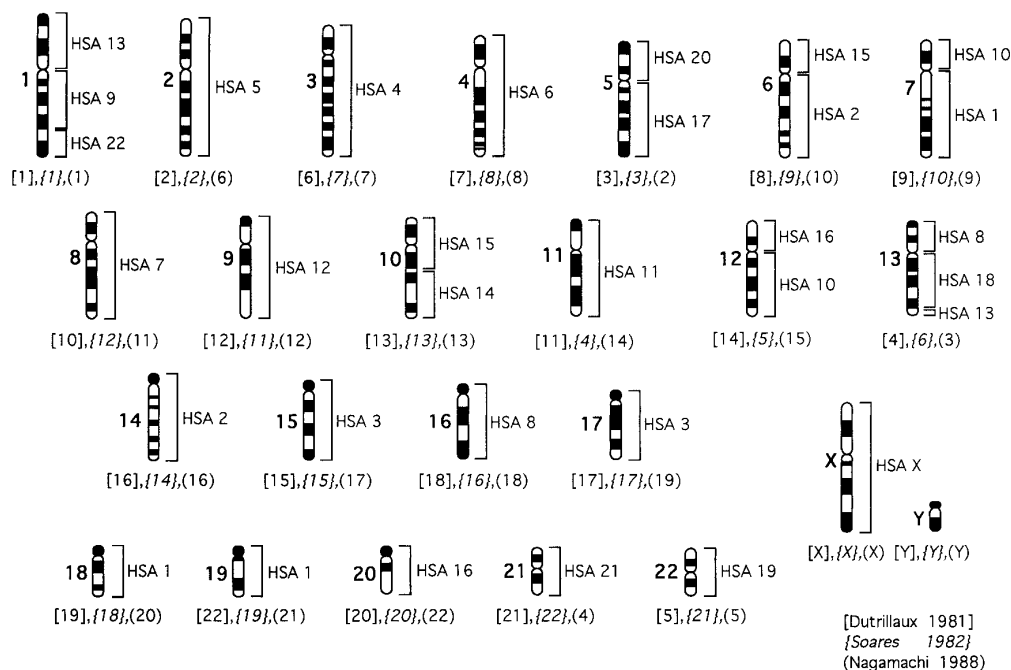 HSA 13
1
HSA 9
HSA 22
[1],{1},(1)
2
HSA 5
[2],{2},(6)
3
HSA 4
[6],{7},(7)
4
HSA 6
[7],{8},(8)
HSA 20
5
HSA 17
[3],{3},(2)
HSA 15
6
HSA 2
[8],{9},(10)
HSA 10
7
HSA 1
[9],{10},(9)
8
HSA 7
[10],{12},(11)
9
HSA 12
[12],{11},(12)
HSA 15
10
HSA 14
[13],{13},(13)
11
HSA 11
[11],{4},(14)
HSA 16
12
HSA 10
[14],{5},(15)
HSA 8
13
HSA 18
HSA 13
[4],{6},(3)
14
HSA 2
[16],{14},(16)
15
HSA 3
[15],{15},(17)
16
HSA 8
[18],{16},(18)
17
HSA 3
[17],{17},(19)
X
HSA X
[X],{X},(X)
Y
[Y],{Y},(Y)
18
HSA 1
[19],{18},(20)
19
HSA 1
[22],{19},(21)
20
HSA 16
[20],{20},(22)
21
HSA 21
[21],{22},(4)
22
HSA 19
[5],{21},(5)
[Dutrillaux 1981]
{Soares 1982}
(Nagamachi 1988)